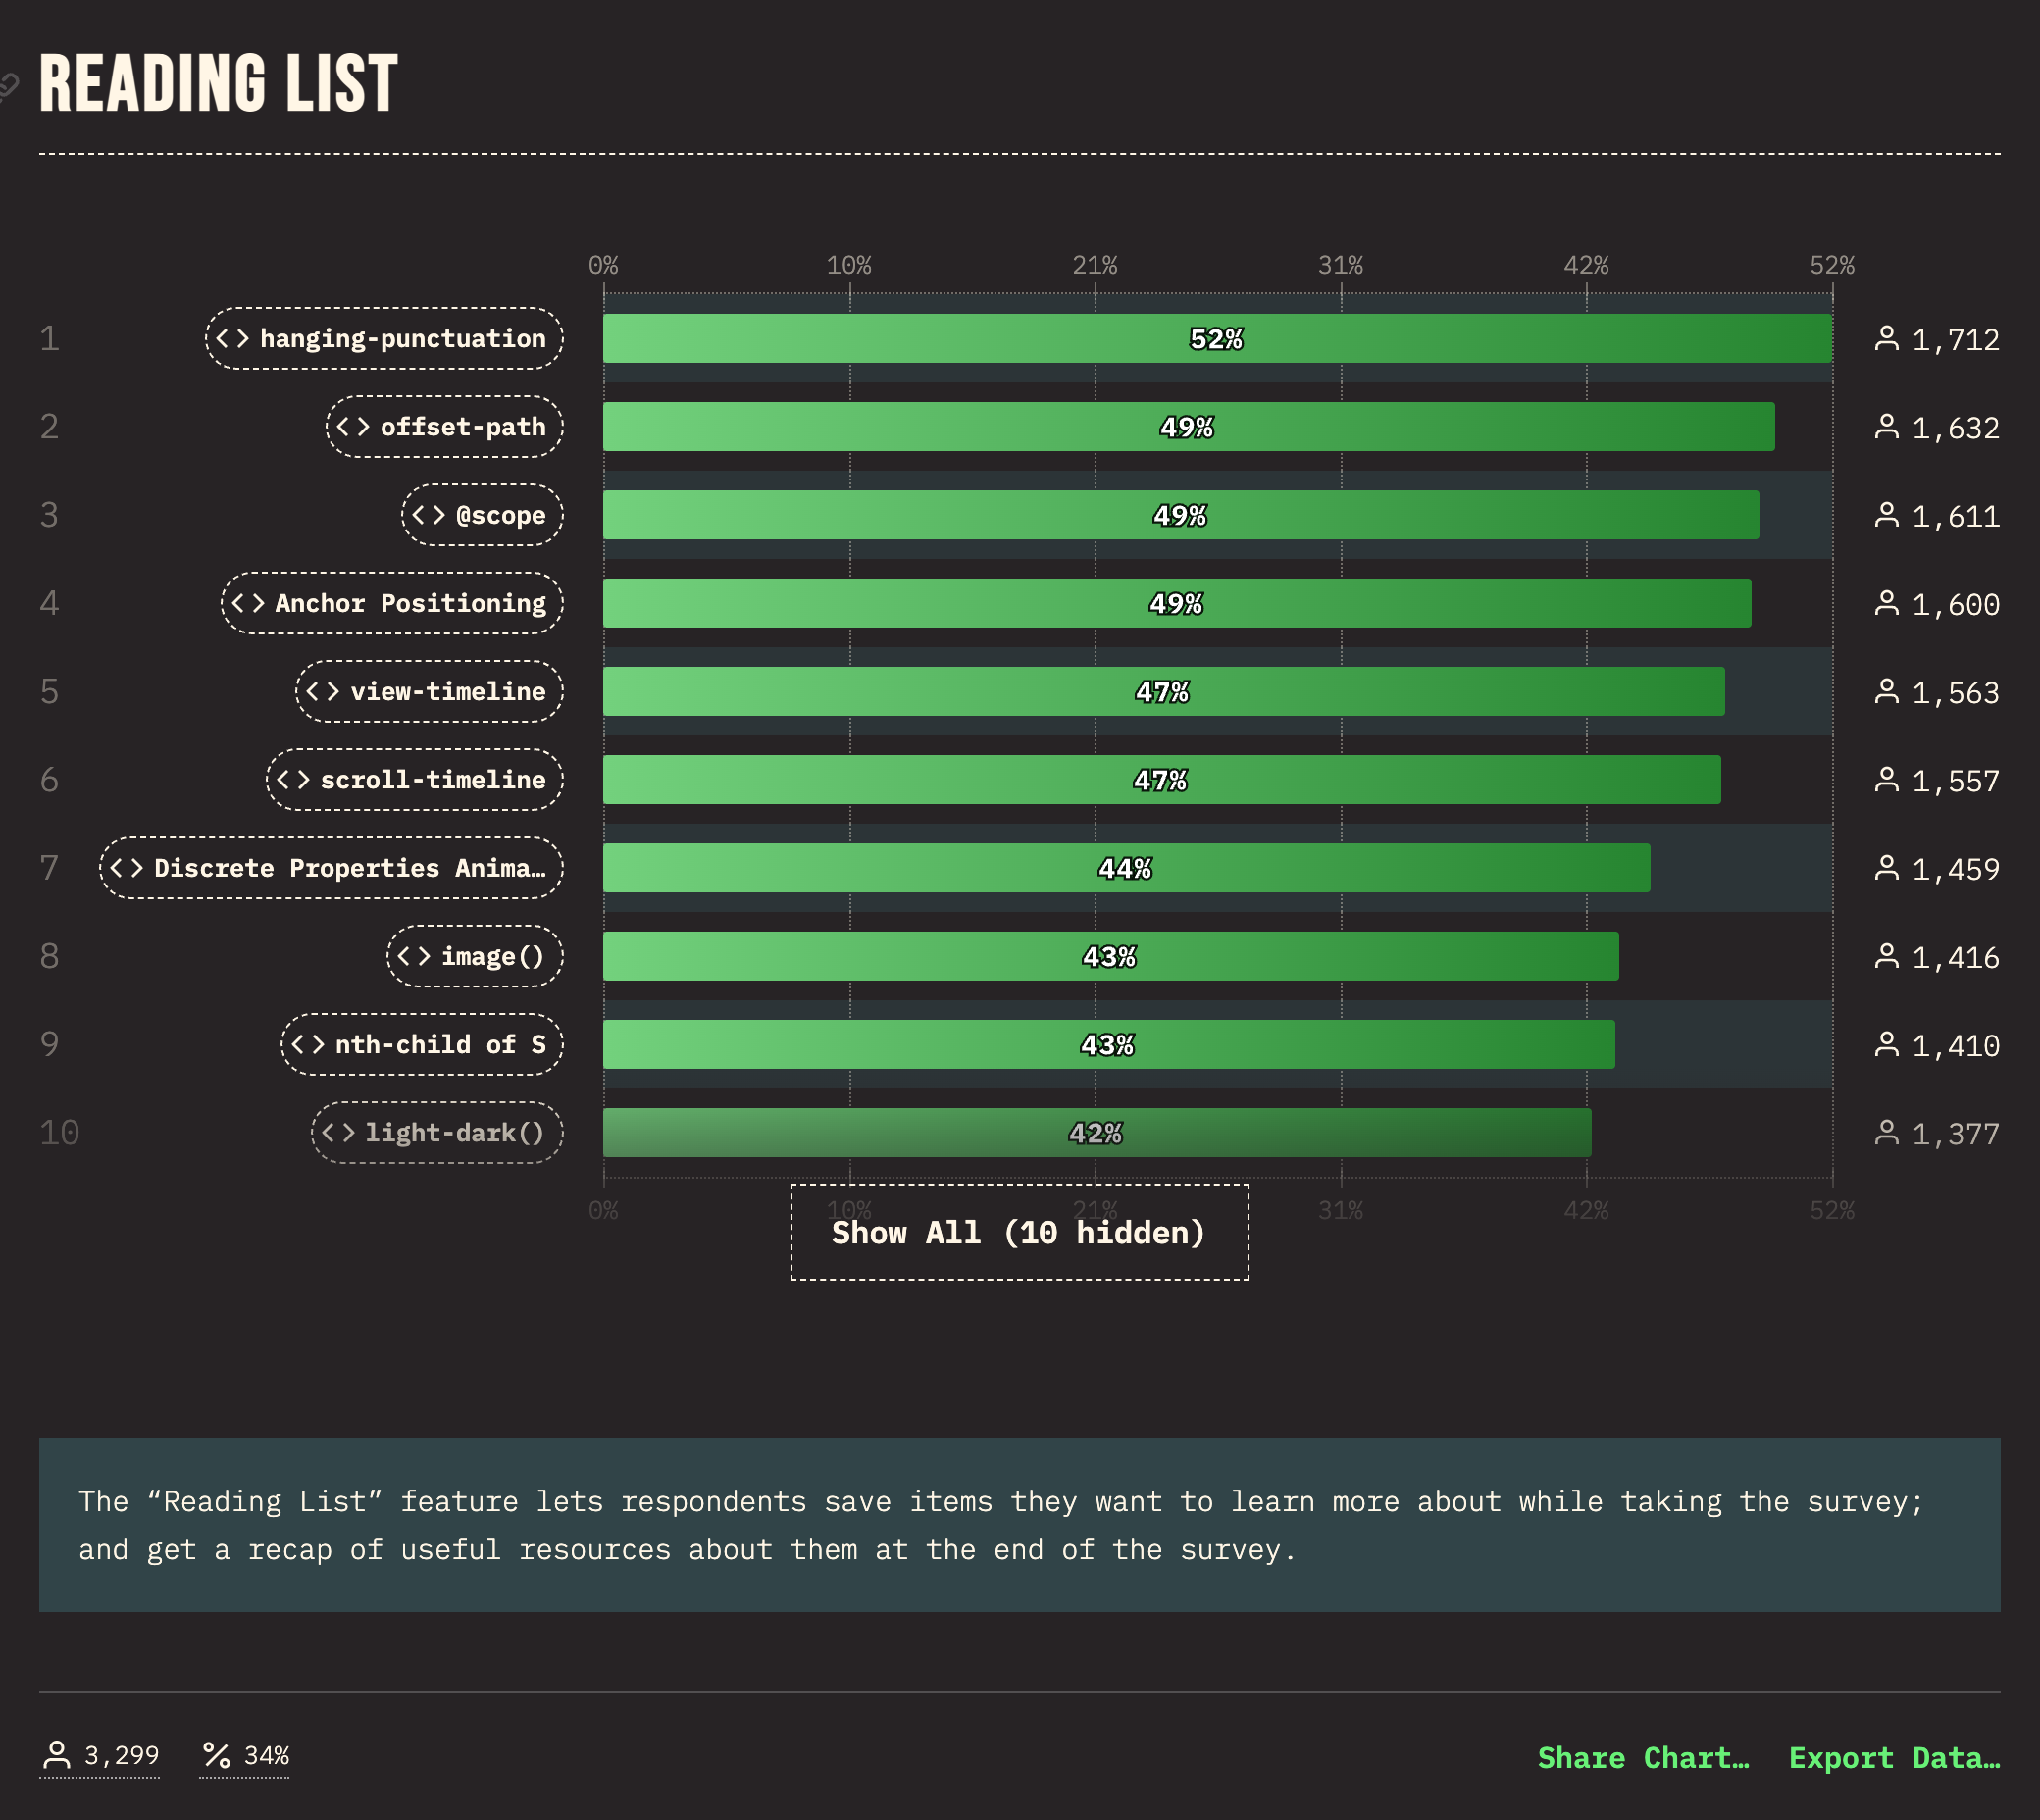 READING LIST
0% 10% 21% 31% 42% 52%
1 <> hanging-punctuation 52% 1,712
2 <> offset-path 49% 1,632
3 <> @scope 49% 1,611
4 <> Anchor Positioning 49% 1,600
5 <> view-timeline 47% 1,563
6 <> scroll-timeline 47% 1,557
7 <> Discrete Properties Anima… 44% 1,459
8 <> image() 43% 1,416
9 <> nth-child of S 43% 1,410
10 <> light-dark() 42% 1,377
0% 10% 21% 31% 42% 52%
Show All (10 hidden)
The “Reading List” feature lets respondents save items they want to learn more about while taking the survey;
and get a recap of useful resources about them at the end of the survey.
3,299 % 34% Share Chart… Export Data…